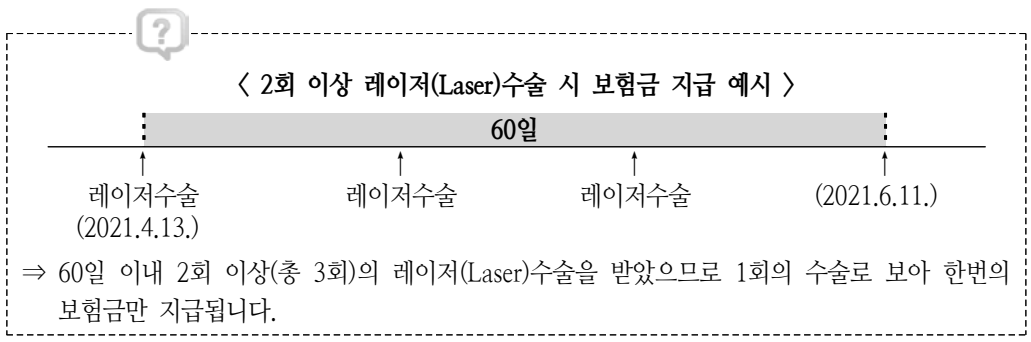 ?
〈 2회 이상 레이저(Laser)수술 시 보험금 지급 예시 〉
60일
레이저수술 레이저수술 레이저수술 (2021.6.11.)
(2021.4.13.)
⇒ 60일 이내 2회 이상(총 3회)의 레이저(Laser)수술을 받았으므로 1회의 수술로 보아 한번의
보험금만 지급됩니다.